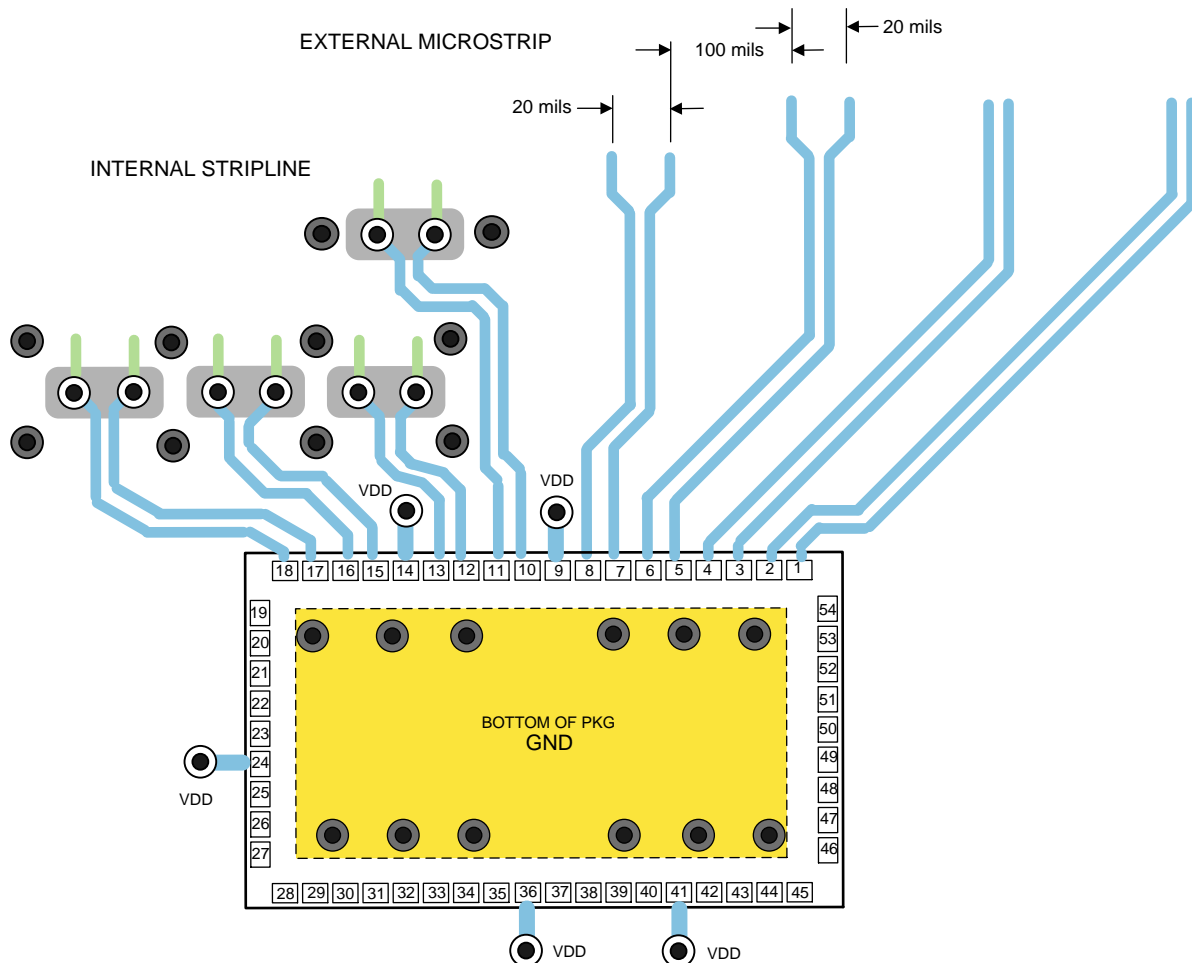 EXTERNAL MICROSTRIP
20 mils
100 mils
20 mils
INTERNAL STRIPLINE
VDD
VDD
18 17 16 15 14 13 12 11 10 9 8 7 6 5 4 3 2 1
19
20
21
22
23
24
25
26
27
54
53
52
51
50
49
48
47
46
BOTTOM OF PKG
GND
VDD
28 29 30 31 32 33 34 35 36 37 38 39 40 41 42 43 44 45
VDD
VDD